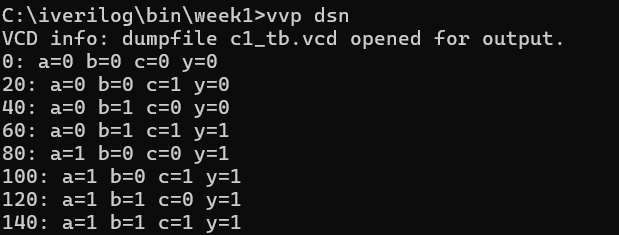 C:\iverilog\bin\week1>vvp dsn
VCD info: dumpfile c1_tb.vcd opened for output.
0: a=0 b=0 c=0 y=0
20: a=0 b=0 c=1 y=0
40: a=0 b=1 c=0 y=0
60: a=0 b=1 c=1 y=1
80: a=1 b=0 c=0 y=1
100: a=1 b=0 c=1 y=1
120: a=1 b=1 c=0 y=1
140: a=1 b=1 c=1 y=1